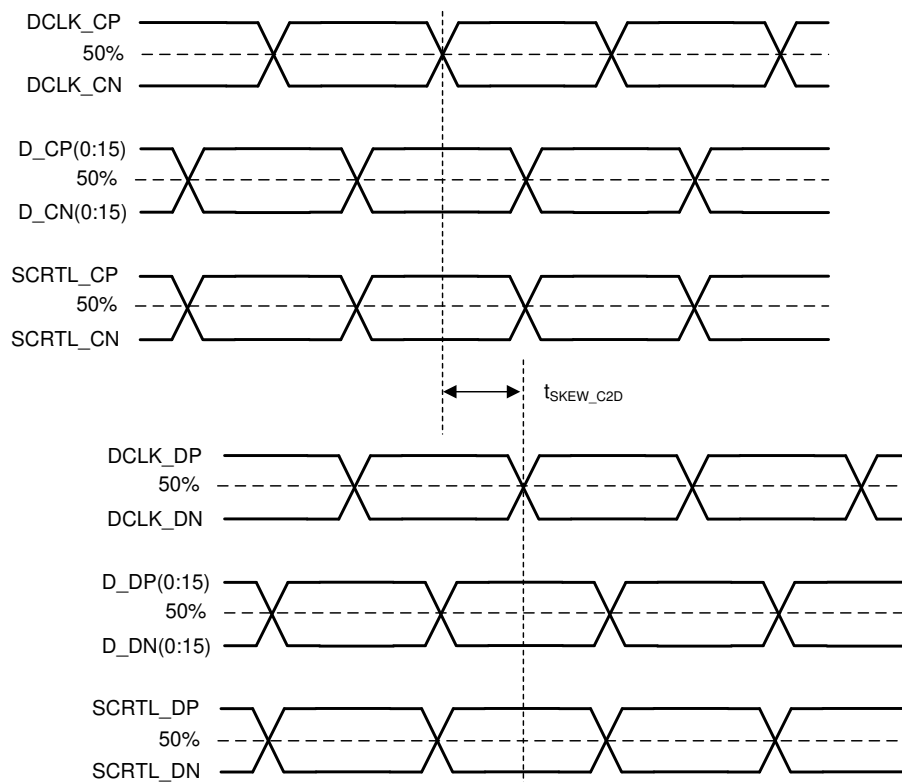 DCLK_CP
50%
DCLK_CN
D_CP(0:15)
50%
D_CN(0:15)
SCRTL_CP
50%
SCRTL_CN
tSKEW_C2D
DCLK_DP
50%
DCLK_DN
D_DP(0:15)
50%
D_DN(0:15)
SCRTL_DP
50%
SCRTL_DN